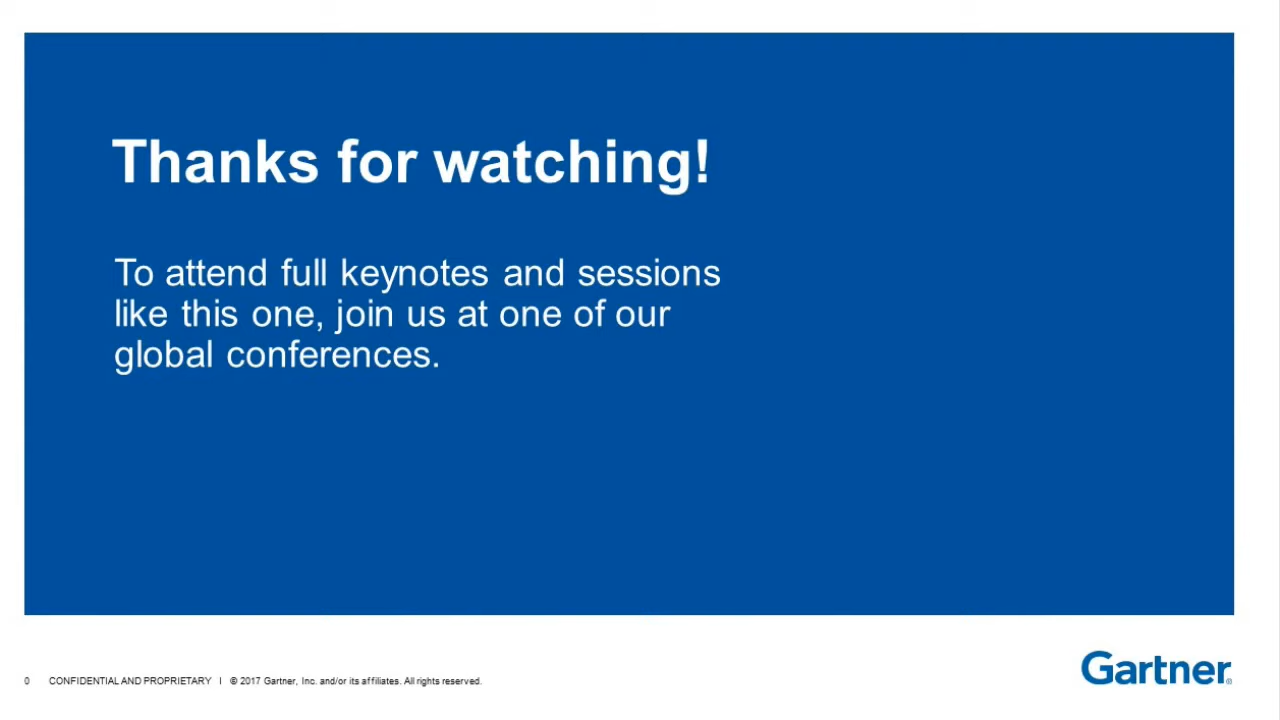 Thanks for watching!
To attend full keynotes and sessions
like this one, join us at one of our
global conferences.
0 CONFIDENTIAL AND PROPRIETARY I © 2017 Gartner, Inc. and/or its affiliates. All rights reserved.
Gartner®